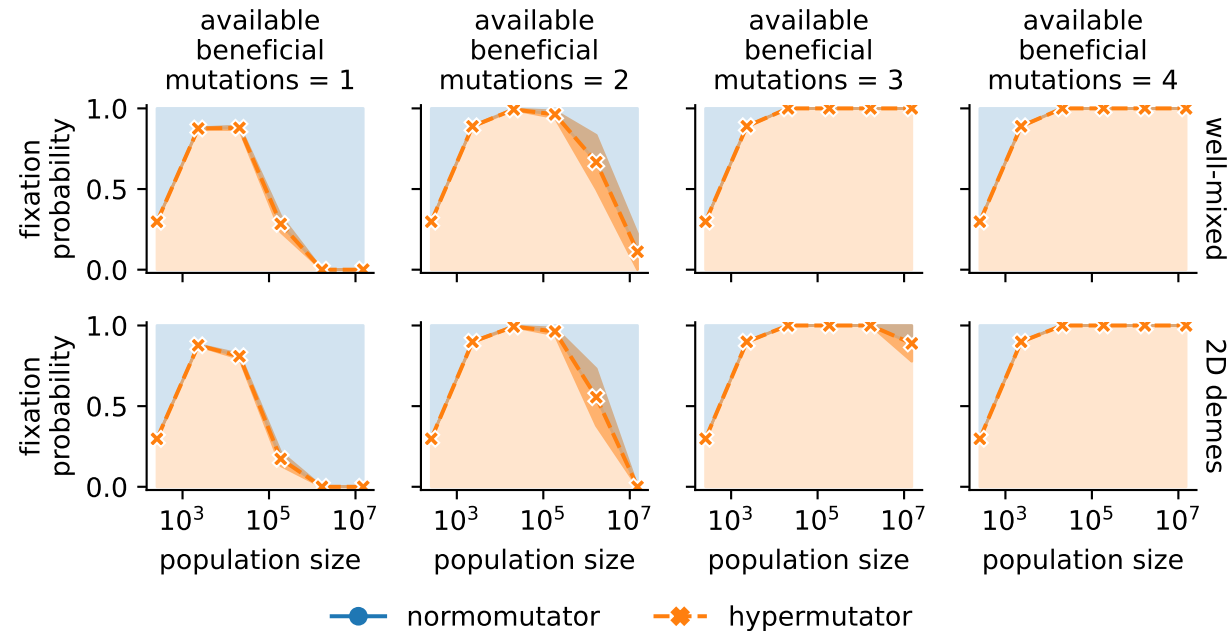 available
beneficial
mutations = 1
available
beneficial
mutations = 2
available
beneficial
mutations = 3
available
beneficial
mutations = 4
fixation
probability
1.0
0.5
0.0
well-mixed
fixation
probability
1.0
0.5
0.0
2D demes
10³ 10⁵ 10⁷
10³ 10⁵ 10⁷
10³ 10⁵ 10⁷
10³ 10⁵ 10⁷
population size
population size
population size
population size
normomutator
hypermutator